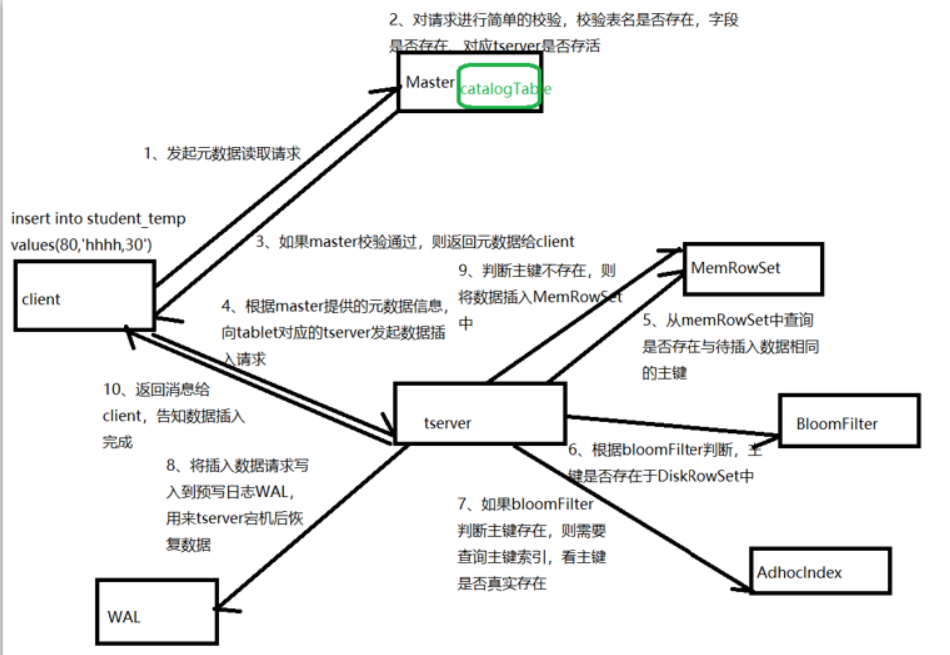 2、对请求进行简单的校验，校验表名是否存在，字段
是否存在、对应tserver是否存活
Master
catalogTable
1、发起元数据读取请求
insert into student_temp
values(80,'hhhh,30')
client
3、如果master校验通过，则返回元数据给client
9、判断主键不存在，则
将数据插入MemRowSet
中
MemRowSet
4、根据master提供的元数据信息，
向tablet对应的tserver发起数据插
入请求
5、从memRowSet中查询
是否存在与待插入数据相同
的主键
10、返回消息给
client，告知数据插入
完成
tserver
BloomFilter
6、根据bloomFilter判断，主
键是否存在于DiskRowSet中
8、将插入数据请求写
入到预写日志WAL，
用来tserver宕机后恢
复数据
7、如果bloomFilter
判断主键存在，则需要
查询主键索引，看主键
是否真实存在
AdhocIndex
WAL